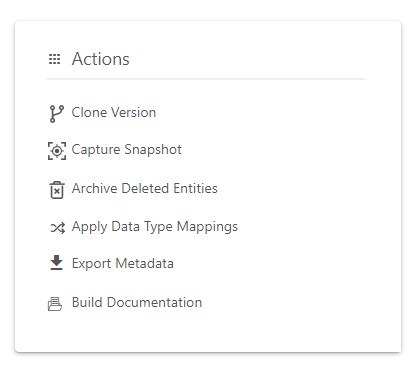 Actions
Clone Version
Capture Snapshot
Archive Deleted Entities
Apply Data Type Mappings
Export Metadata
Build Documentation